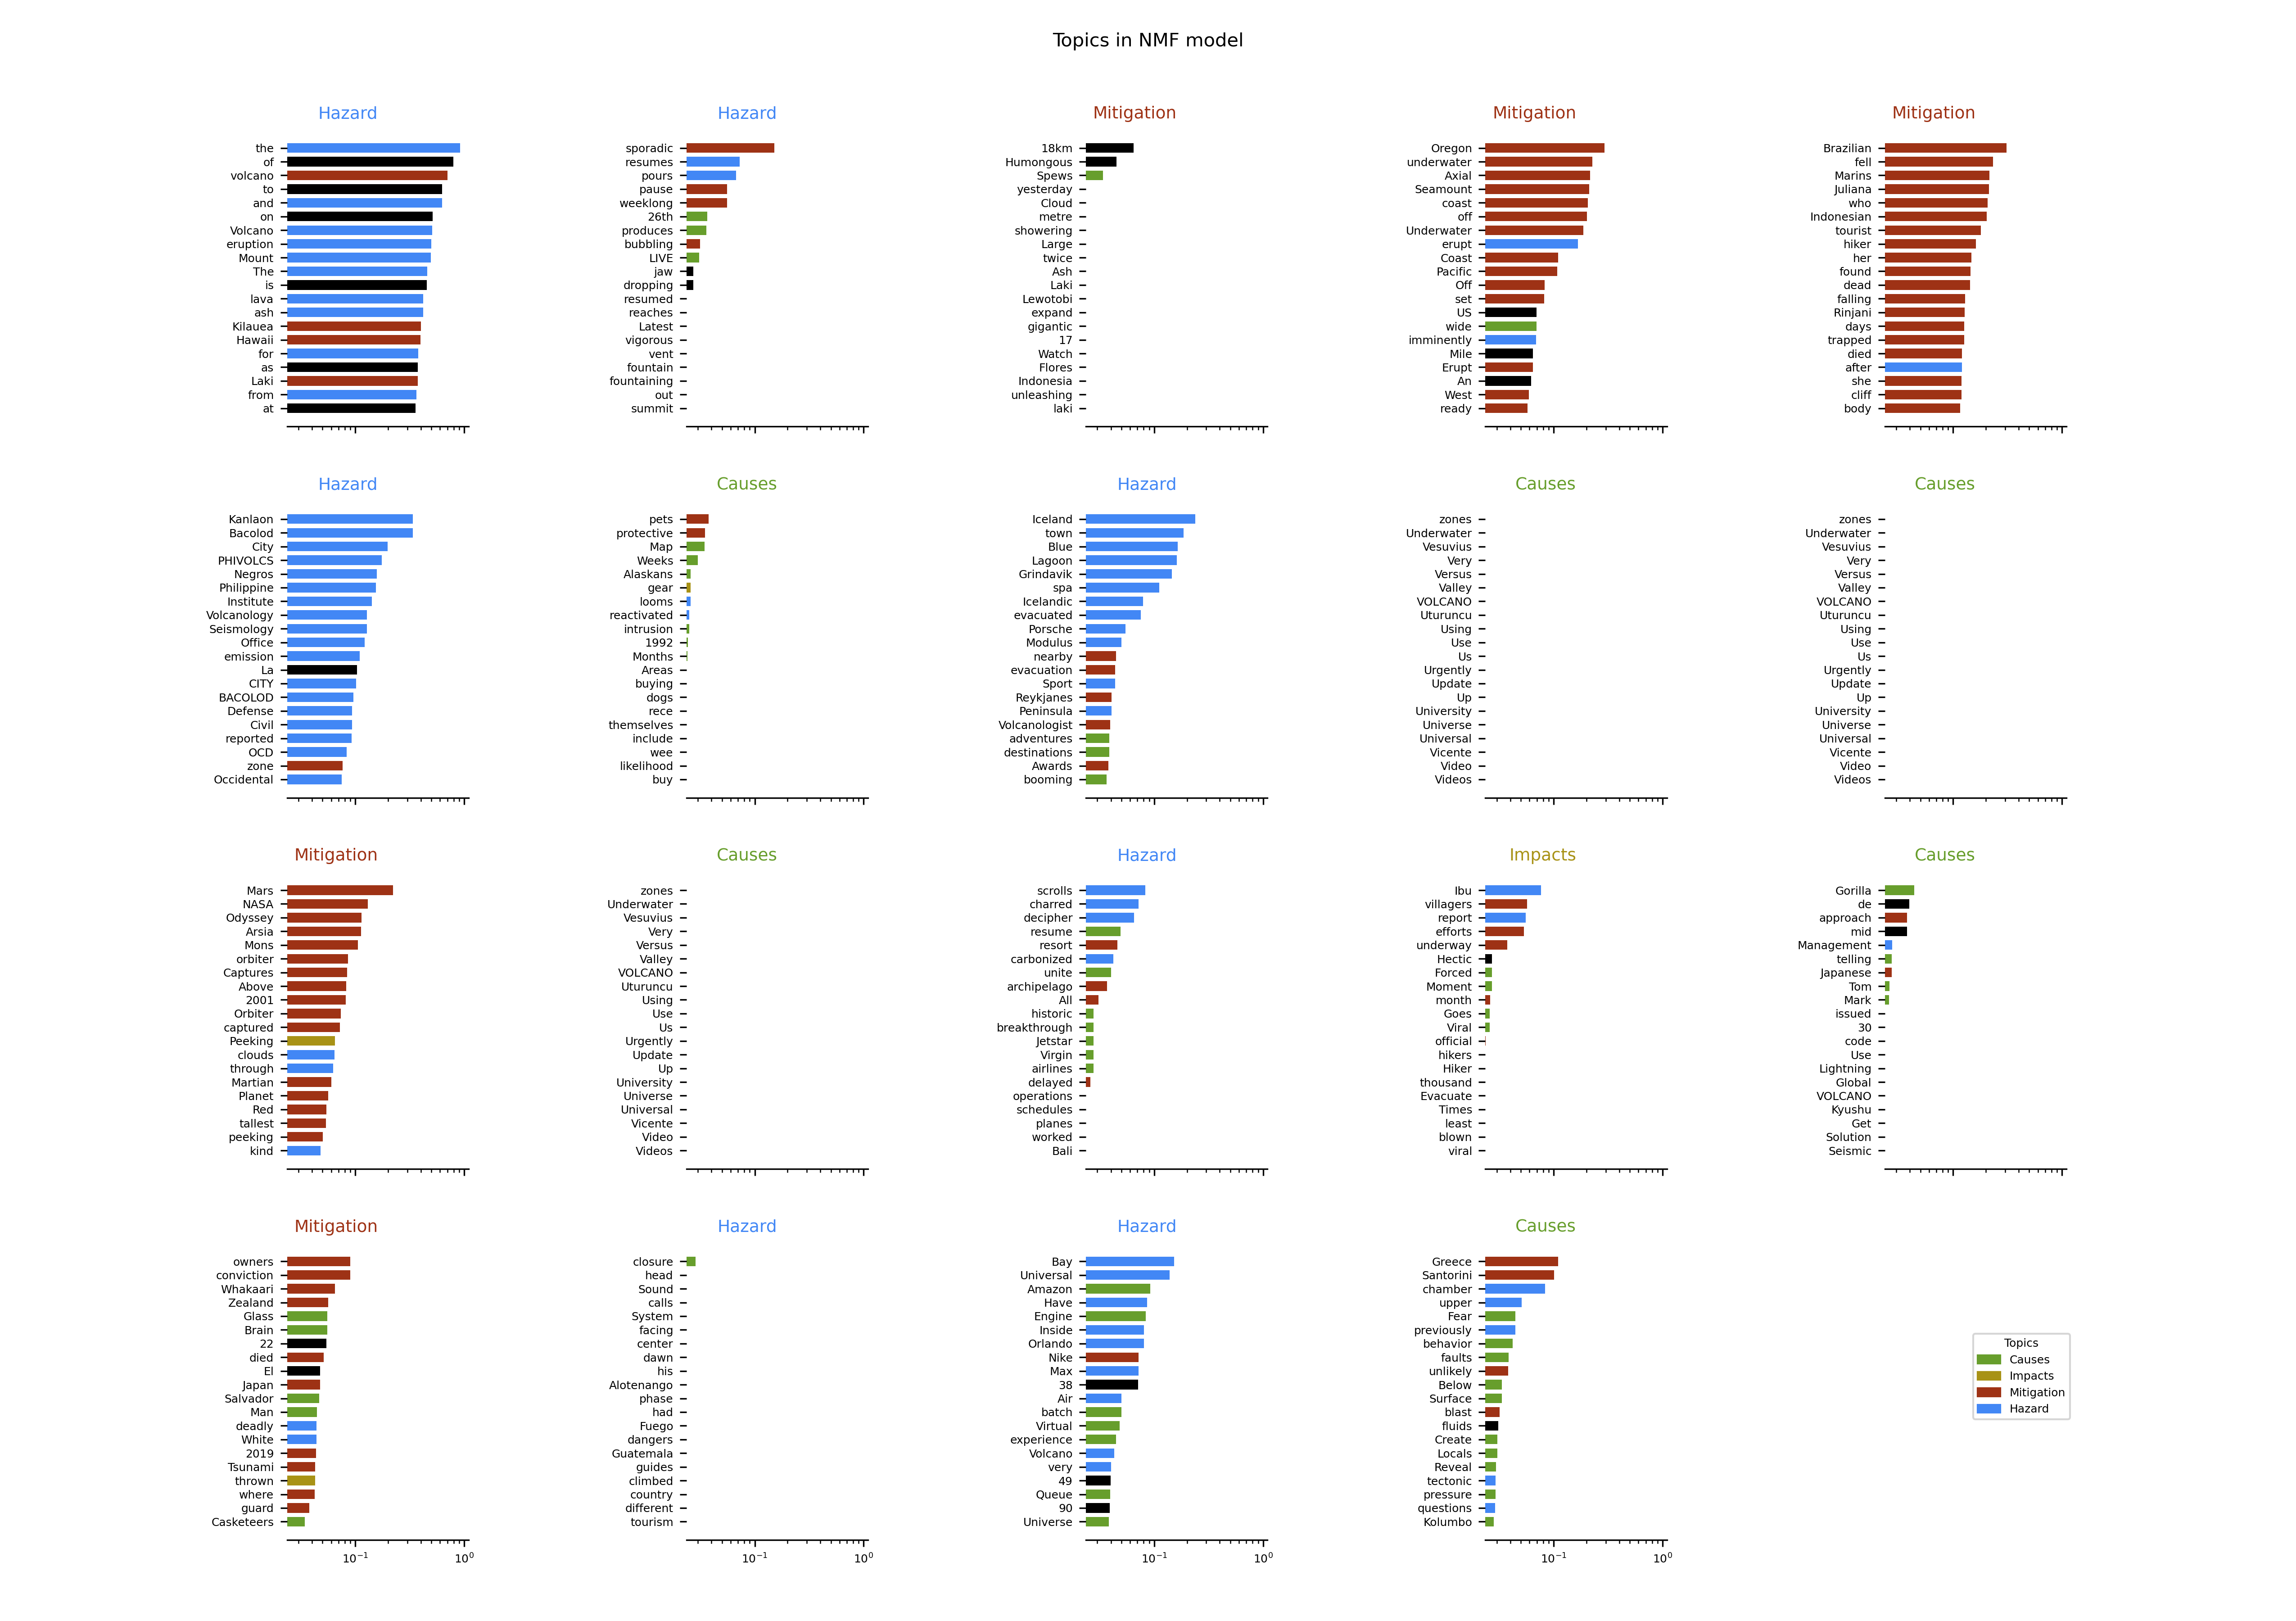 Topics in NMF model
Hazard
the
of
volcano
to
and
on
Volcano
eruption
Mount
The
is
lava
ash
Kilauea
Hawaii
for
as
Laki
from
at
Hazard
sporadic
resumes
pours
pause
weeklong
26th
produces
bubbling
LIVE
jaw
dropping
resumed
reaches
Latest
vigorous
vent
fountain
fountaining
out
summit
Mitigation
18km
Humongous
Spews
yesterday
Cloud
metre
showering
Large
twice
Ash
Laki
Lewotobi
expand
gigantic
17
Watch
Flores
Indonesia
unleashing
laki
Mitigation
Oregon
underwater
Axial
Seamount
coast
off
Underwater
erupt
Coast
Pacific
Off
set
US
wide
imminently
Mile
Erupt
An
West
ready
Mitigation
Brazilian
fell
Marins
Juliana
who
Indonesian
tourist
hiker
her
found
dead
falling
Rinjani
days
trapped
died
after
she
cliff
body
Hazard
Kanlaon
Bacolod
City
PHIVOLCS
Negros
Philippine
Institute
Volcanology
Seismology
Office
emission
La
CITY
BACOLOD
Defense
Civil
reported
OCD
zone
Occidental
Causes
pets
protective
Map
Weeks
Alaskans
gear
looms
reactivated
intrusion
1992
Months
Areas
buying
dogs
rece
themselves
include
wee
likelihood
buy
Hazard
Iceland
town
Blue
Lagoon
Grindavik
spa
Icelandic
evacuated
Porsche
Modulus
nearby
evacuation
Sport
Reykjanes
Peninsula
Volcanologist
adventures
destinations
Awards
booming
Causes
zones
Underwater
Vesuvius
Very
Versus
Valley
VOLCANO
Uturuncu
Using
Use
Us
Urgently
Update
Up
University
Universe
Universal
Vicente
Video
Videos
Causes
zones
Underwater
Vesuvius
Very
Versus
Valley
VOLCANO
Uturuncu
Using
Use
Us
Urgently
Update
Up
University
Universe
Universal
Vicente
Video
Videos
Mitigation
Mars
NASA
Odyssey
Arsia
Mons
orbiter
Captures
Above
2001
Orbiter
captured
Peeking
clouds
through
Martian
Planet
Red
tallest
peeking
kind
Causes
zones
Underwater
Vesuvius
Very
Versus
Valley
VOLCANO
Uturuncu
Using
Use
Us
Urgently
Update
Up
University
Universe
Universal
Vicente
Video
Videos
Hazard
scrolls
charred
decipher
resume
resort
carbonized
unite
archipelago
All
historic
breakthrough
Jetstar
Virgin
airlines
delayed
operations
schedules
planes
worked
Bali
Impacts
Ibu
villagers
report
efforts
underway
Hectic
Forced
Moment
month
Goes
Viral
official
hikers
Hiker
thousand
Evacuate
Times
least
blown
viral
Causes
Gorilla
de
approach
mid
Management
telling
Japanese
Tom
Mark
issued
30
code
Use
Lightning
Global
VOLCANO
Kyushu
Get
Solution
Seismic
Mitigation
owners
conviction
Whakaari
Zealand
Glass
Brain
22
died
El
Japan
Salvador
Man
deadly
White
2019
Tsunami
thrown
where
guard
Casketeers
10⁻¹ 10⁰
Hazard
closure
head
Sound
calls
System
facing
center
dawn
his
Alotenango
phase
had
Fuego
dangers
Guatemala
guides
climbed
country
different
tourism
10⁻¹ 10⁰
Hazard
Bay
Universal
Amazon
Have
Engine
Inside
Orlando
Nike
Max
38
Air
batch
Virtual
experience
Volcano
very
49
Queue
90
Universe
10⁻¹ 10⁰
Causes
Greece
Santorini
chamber
upper
Fear
previously
behavior
faults
unlikely
Below
Surface
blast
fluids
Create
Locals
Reveal
tectonic
pressure
questions
Kolumbo
10⁻¹ 10⁰
Topics
Causes
Impacts
Mitigation
Hazard